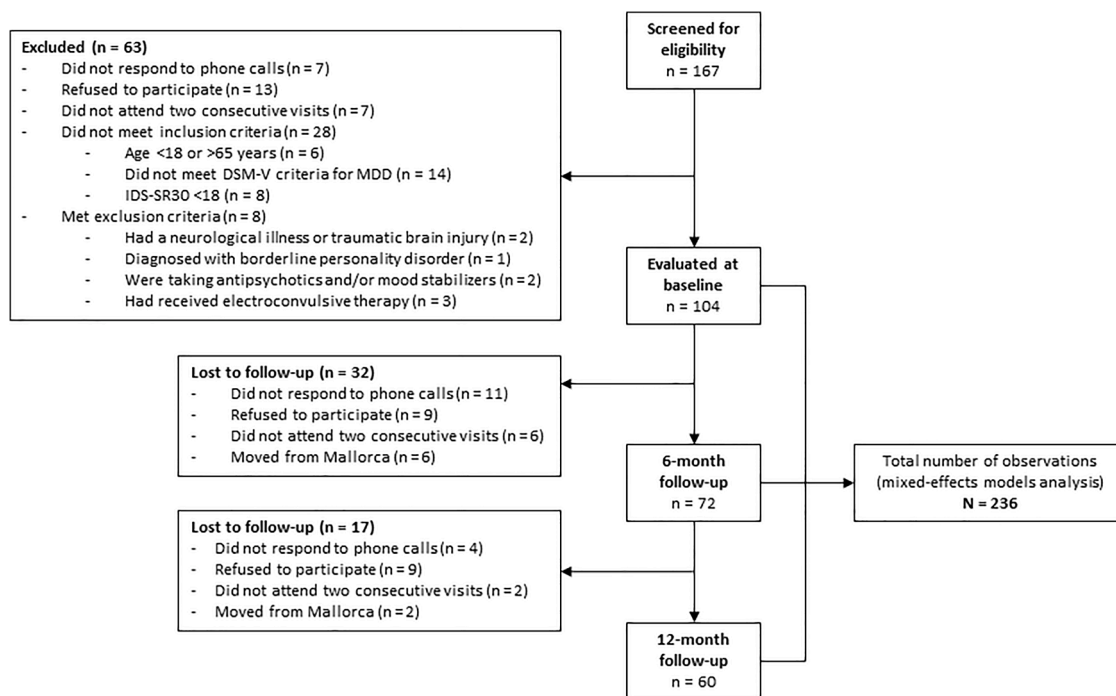 Screened for
eligibility
n = 167
Excluded (n = 63)
- Did not respond to phone calls (n = 7)
- Refused to participate (n = 13)
- Did not attend two consecutive visits (n = 7)
- Did not meet inclusion criteria (n = 28)
- Age <18 or >65 years (n = 6)
- Did not meet DSM-V criteria for MDD (n = 14)
- IDS-SR30 <18 (n = 8)
- Met exclusion criteria (n = 8)
- Had a neurological illness or traumatic brain injury (n = 2)
- Diagnosed with borderline personality disorder (n = 1)
- Were taking antipsychotics and/or mood stabilizers (n = 2)
- Had received electroconvulsive therapy (n = 3)
Evaluated at
baseline
n = 104
Lost to follow-up (n = 32)
- Did not respond to phone calls (n = 11)
- Refused to participate (n = 9)
- Did not attend two consecutive visits (n = 6)
- Moved from Mallorca (n = 6)
6-month
follow-up
n = 72
Total number of observations
(mixed-effects models analysis)
N = 236
Lost to follow-up (n = 17)
- Did not respond to phone calls (n = 4)
- Refused to participate (n = 9)
- Did not attend two consecutive visits (n = 2)
- Moved from Mallorca (n = 2)
12-month
follow-up
n = 60